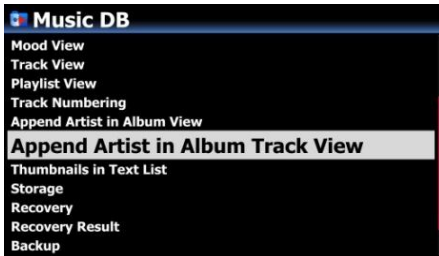 Music DB
Mood View
Track View
Playlist View
Track Numbering
Append Artist in Album View
Append Artist in Album Track View
Thumbnails in Text List
Storage
Recovery
Recovery Result
Backup